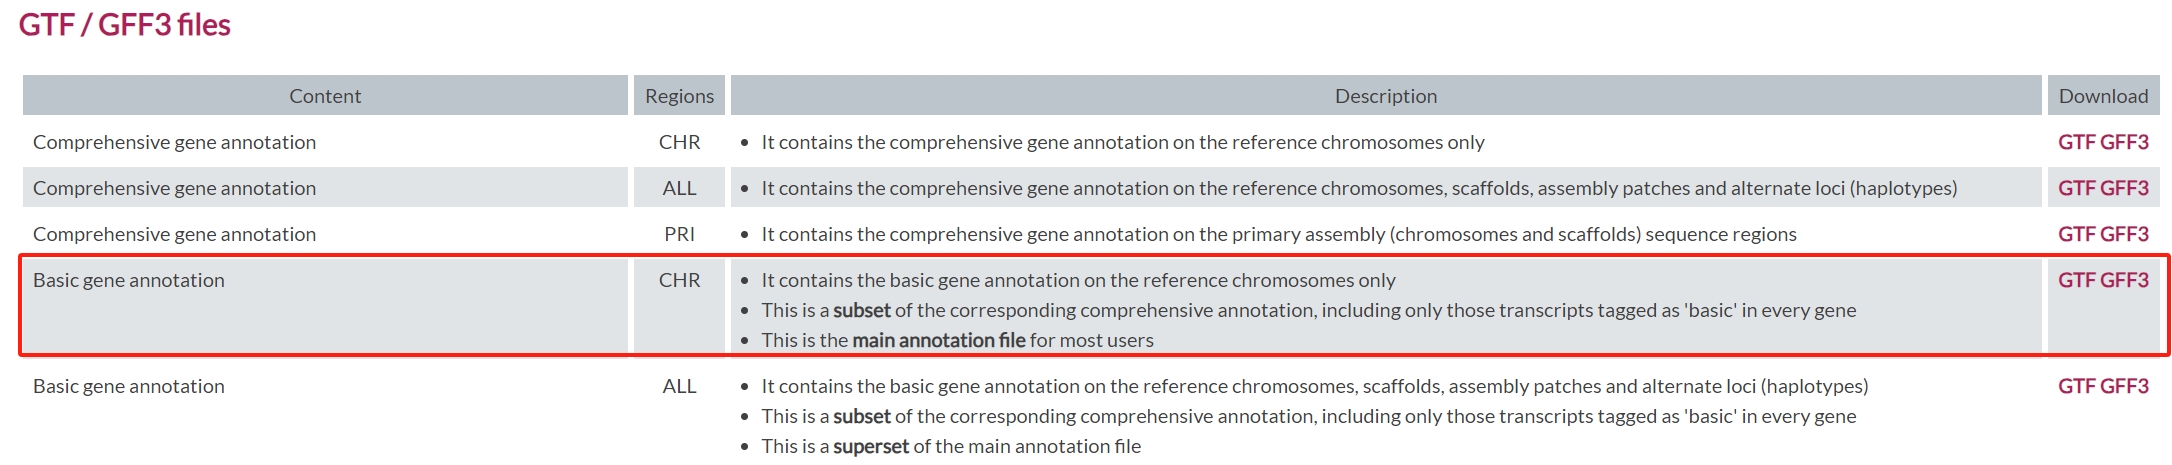 GTF / GFF3 files
Content Regions Description Download
Comprehensive gene annotation CHR • It contains the comprehensive gene annotation on the reference chromosomes only GTF GFF3
Comprehensive gene annotation ALL • It contains the comprehensive gene annotation on the reference chromosomes, scaffolds, assembly patches and alternate loci (haplotypes) GTF GFF3
Comprehensive gene annotation PRI • It contains the comprehensive gene annotation on the primary assembly (chromosomes and scaffolds) sequence regions GTF GFF3
Basic gene annotation CHR • It contains the basic gene annotation on the reference chromosomes only GTF GFF3
• This is a subset of the corresponding comprehensive annotation, including only those transcripts tagged as 'basic' in every gene
• This is the main annotation file for most users
Basic gene annotation ALL • It contains the basic gene annotation on the reference chromosomes, scaffolds, assembly patches and alternate loci (haplotypes) GTF GFF3
• This is a subset of the corresponding comprehensive annotation, including only those transcripts tagged as 'basic' in every gene
• This is a superset of the main annotation file